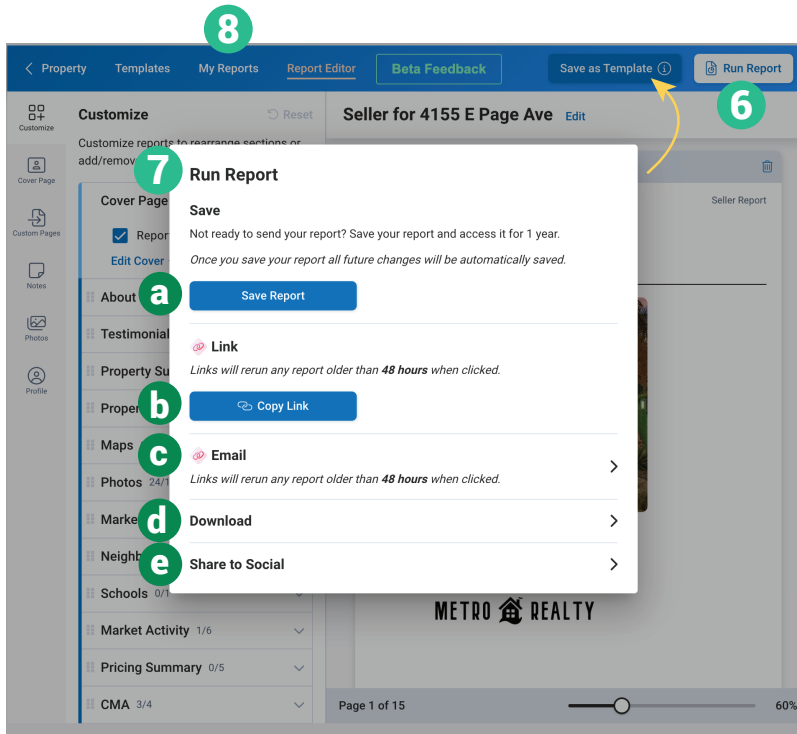 8
Property
Templates
My Reports
Report Editor
Beta Feedback
Save as Template
Run Report
6
Customize
Customize
Reset
Seller for 4155 E Page Ave
Edit
Customize reports to rearrange sections or
add/remov
Cover Page
Custom Pages
Notes
Photos
Profile
Cover Page
Repor
Edit Cover
About
Testimonial
Property Su
Proper
Maps
Photos 24/1
Marke
Neighb
Schools 0/1
Market Activity 1/6
Pricing Summary 0/5
CMA 3/4
7
Run Report
Save
Not ready to send your report? Save your report and access it for 1 year.
Once you save your report all future changes will be automatically saved.
a
Save Report
Link
Links will rerun any report older than 48 hours when clicked.
b
Copy Link
c
Email
Links will rerun any report older than 48 hours when clicked.
d
Download
e
Share to Social
Seller Report
METRO REALTY
Page 1 of 15
60%